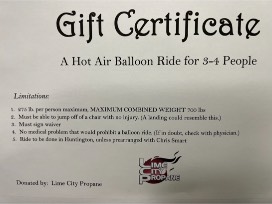 Gift Certificate
A Hot Air Balloon Ride for 3-4 People
Limitations:
1. 275 lb. per person maximum, MAXIMUM COMBINED WEIGHT 700 lbs
2. Must be able to jump off of a chair with no injury. (A landing could resemble this.)
3. Must sign waiver
4. No medical problem that would prohibit a balloon ride. (If in doubt, check with physician.)
5. Ride to be done in Huntington, unless prearranged with Chris Smart
LIME
CITY
PROPANE
Donated by: Lime City Propane